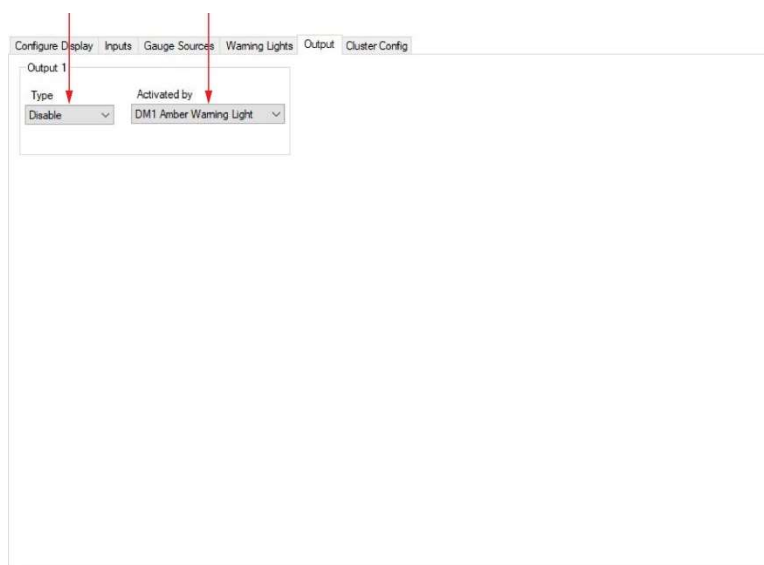 Configure Display Inputs Gauge Sources Warning Lights Output Cluster Config
Output 1
Type Activated by
Disable DM1 Amber Warning Light